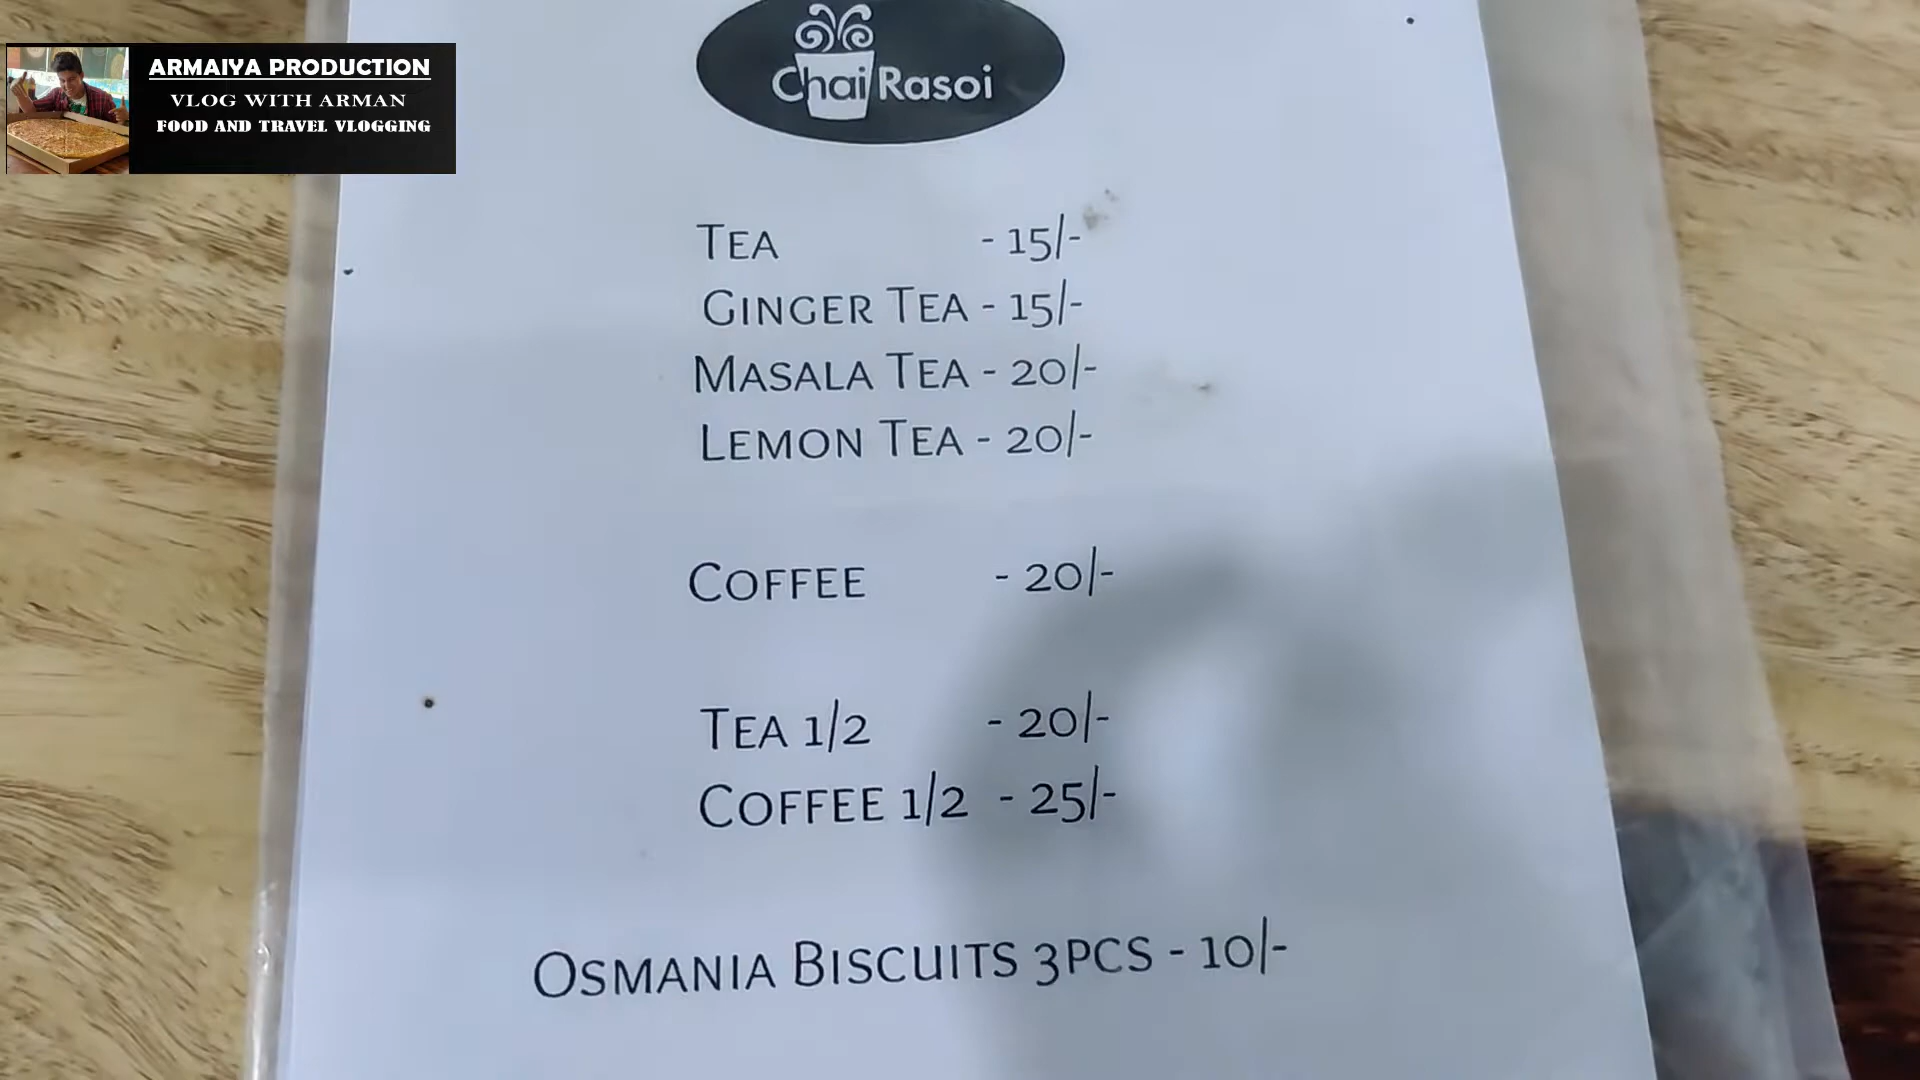 ARMAIYA PRODUCTION
VLOG WITH ARMAN
FOOD AND TRAVEL VLOGGING
Chai Rasoi
TEA - 15/-
GINGER TEA - 15/-
MASALA TEA - 20/-
LEMON TEA - 20/-
COFFEE - 20/-
TEA 1/2 - 20/-
COFFEE 1/2 - 25/-
OSMANIA BISCUITS 3PCS - 10/-